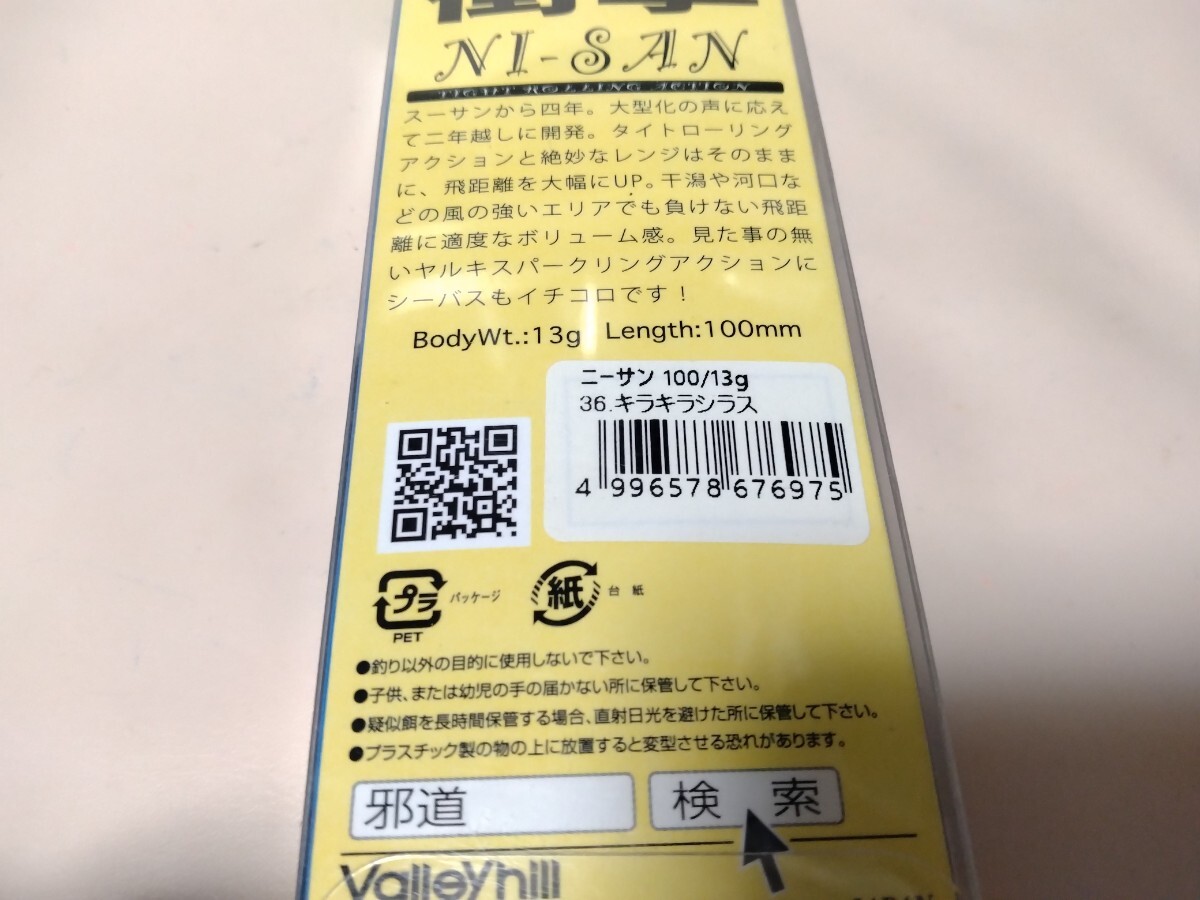 衝撃
NI-SAN
TIGHT ROLLING ACTION
スーサンから四年。大型化の声に応え
て二年越しに開発。タイトローリング
アクションと絶妙なレンジはそのまま
に、飛距離を大幅にUP。干潟や河口な
どの風の強いエリアでも負けない飛距
離に適度なボリューム感。見た事の無
いヤルキスパークリングアクションに
シーバスもイチコロです！
BodyWt.:13g Length:100mm
ニーサン 100/13g
36.キラキラシラス
4 996578 676975
プラ パッケージ
PET
紙 台紙
●釣り以外の目的に使用しないで下さい。
●子供、または幼児の手の届かない所に保管して下さい。
●疑似餌を長時間保管する場合、直射日光を避けた所に保管して下さい。
●プラスチック製の物の上に放置すると変型させる恐れがあります。
邪道 検索
Valleyhill